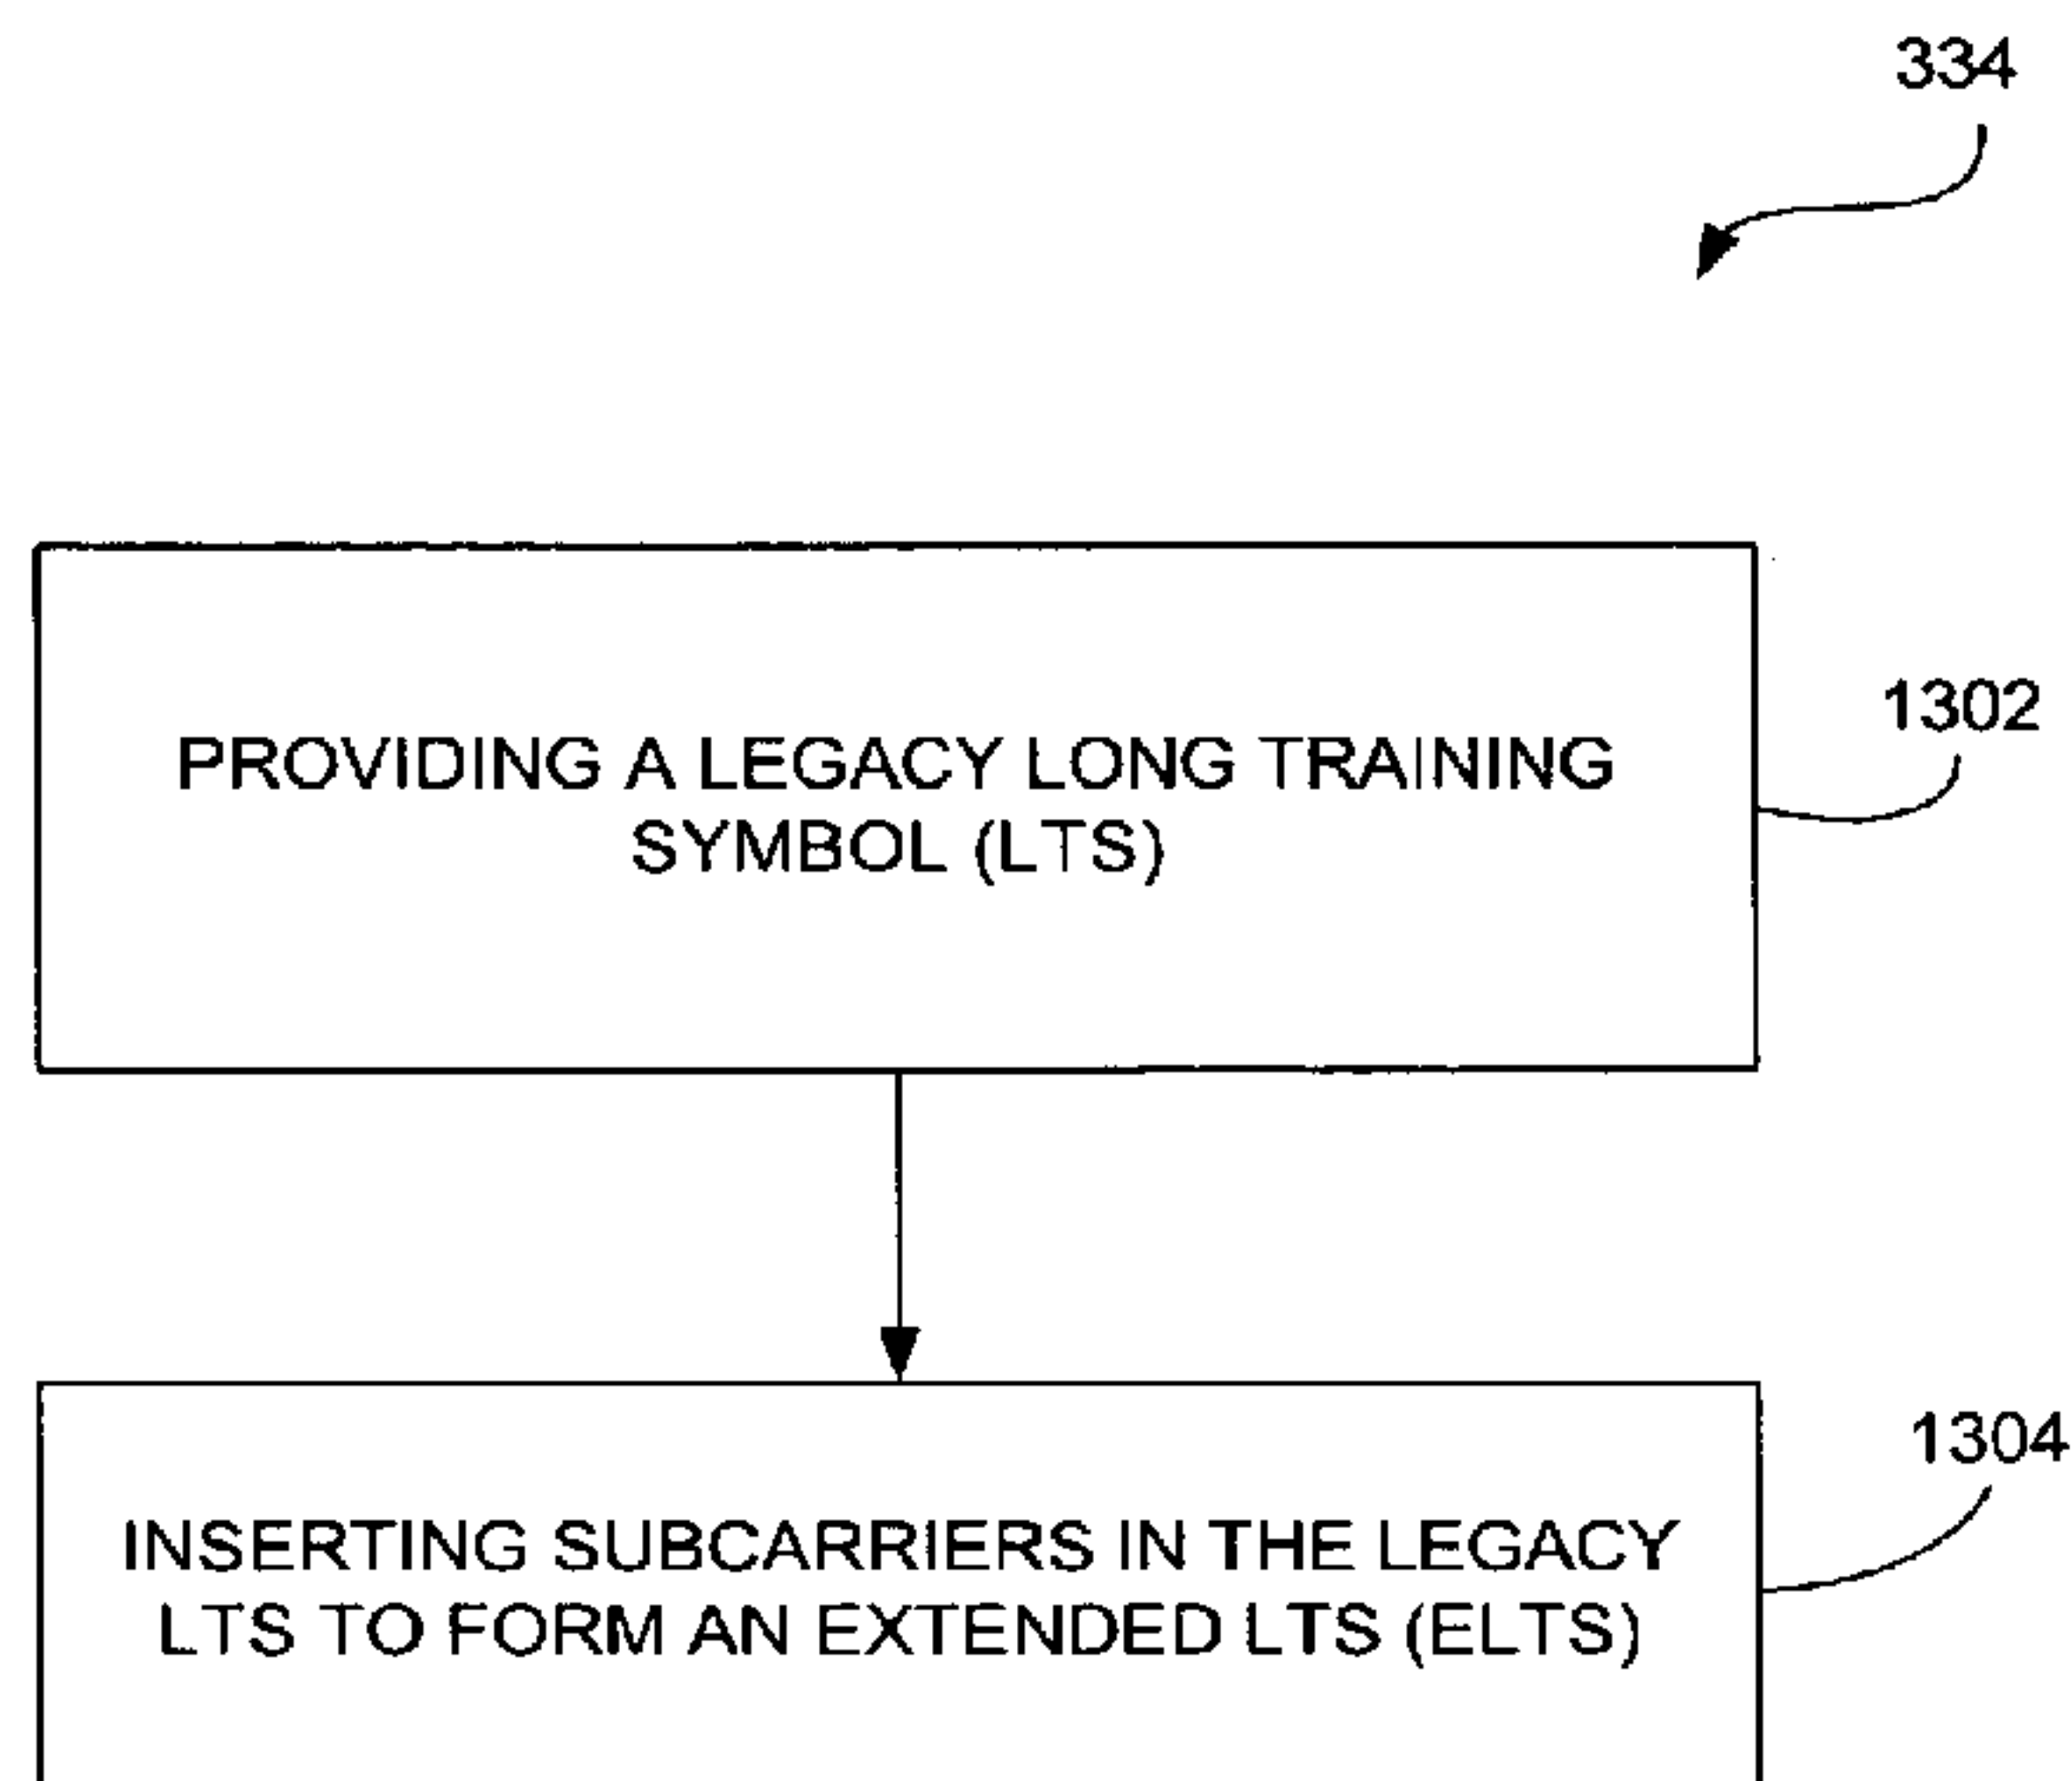 334
1302
PROVIDING A LEGACY LONG TRAINING
SYMBOL (LTS)
1304
INSERTING SUBCARRIERS IN THE LEGACY
LTS TO FORM AN EXTENDED LTS (ELTS)